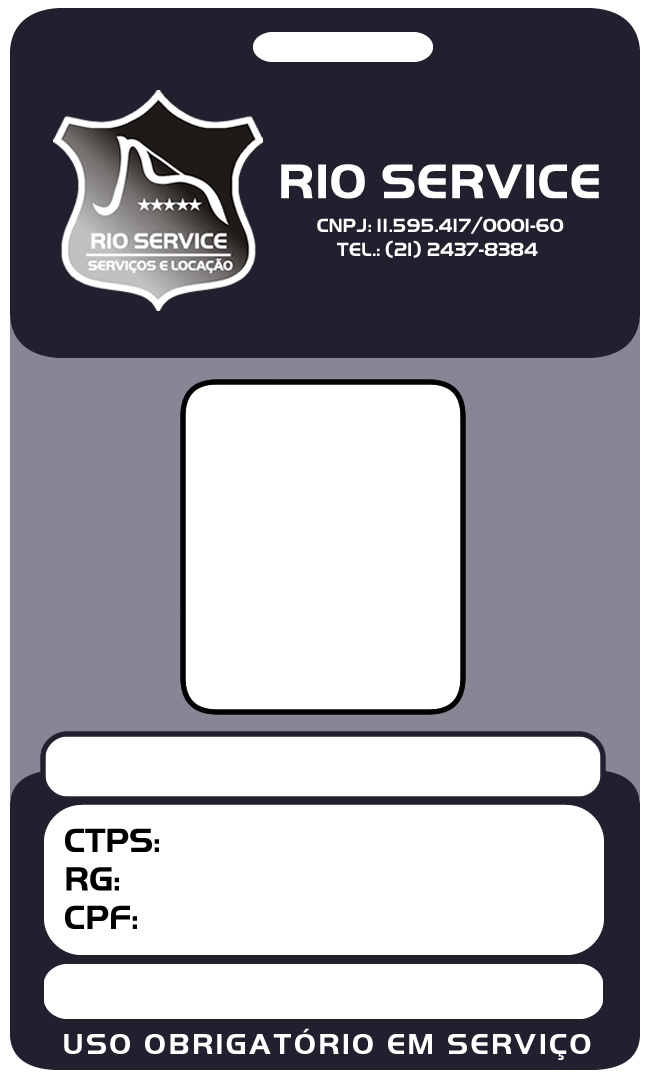 RIO SERVICE
CNPJ: 11.595.417/0001-60
TEL.: (21) 2437-8384
RIO SERVICE
SERVIÇOS E LOCAÇÃO
CTPS:
RG:
CPF:
USO OBRIGATÓRIO EM SERVIÇO